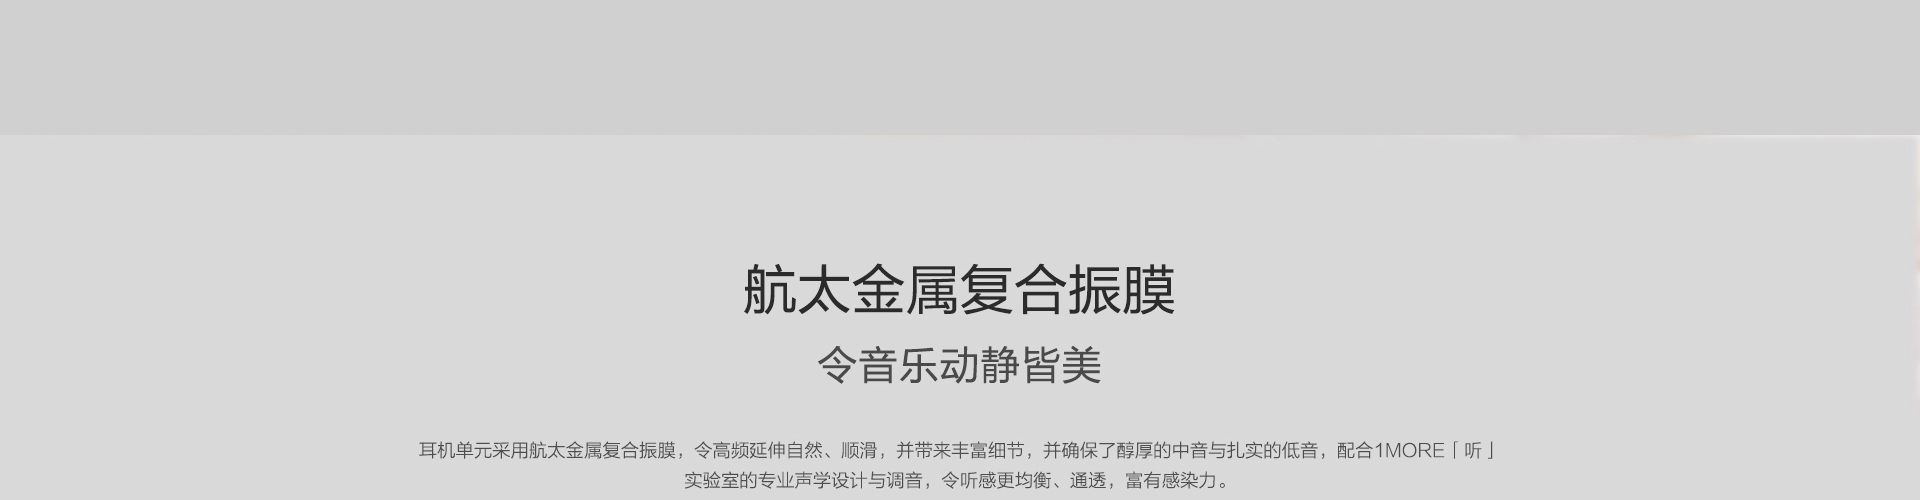 航太金属复合振膜
令音乐动静皆美
耳机单元采用航太金属复合振膜，令高频延伸自然、顺滑，并带来丰富细节，并确保了醇厚的中音与扎实的低音，配合1MORE「听」
实验室的专业声学设计与调音，令听感更均衡、通透，富有感染力。